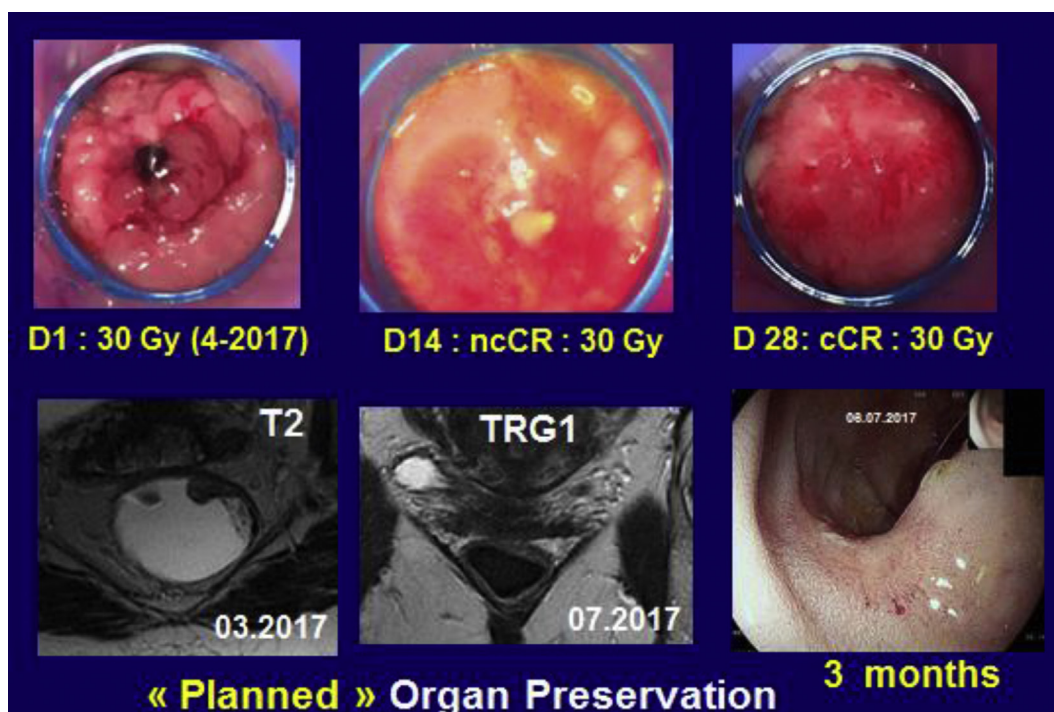 D1 : 30 Gy (4-2017)
D14 : ncCR : 30 Gy
D 28: cCR : 30 Gy
T2
03.2017
TRG1
07.2017
06.07.2017
3 months
« Planned » Organ Preservation